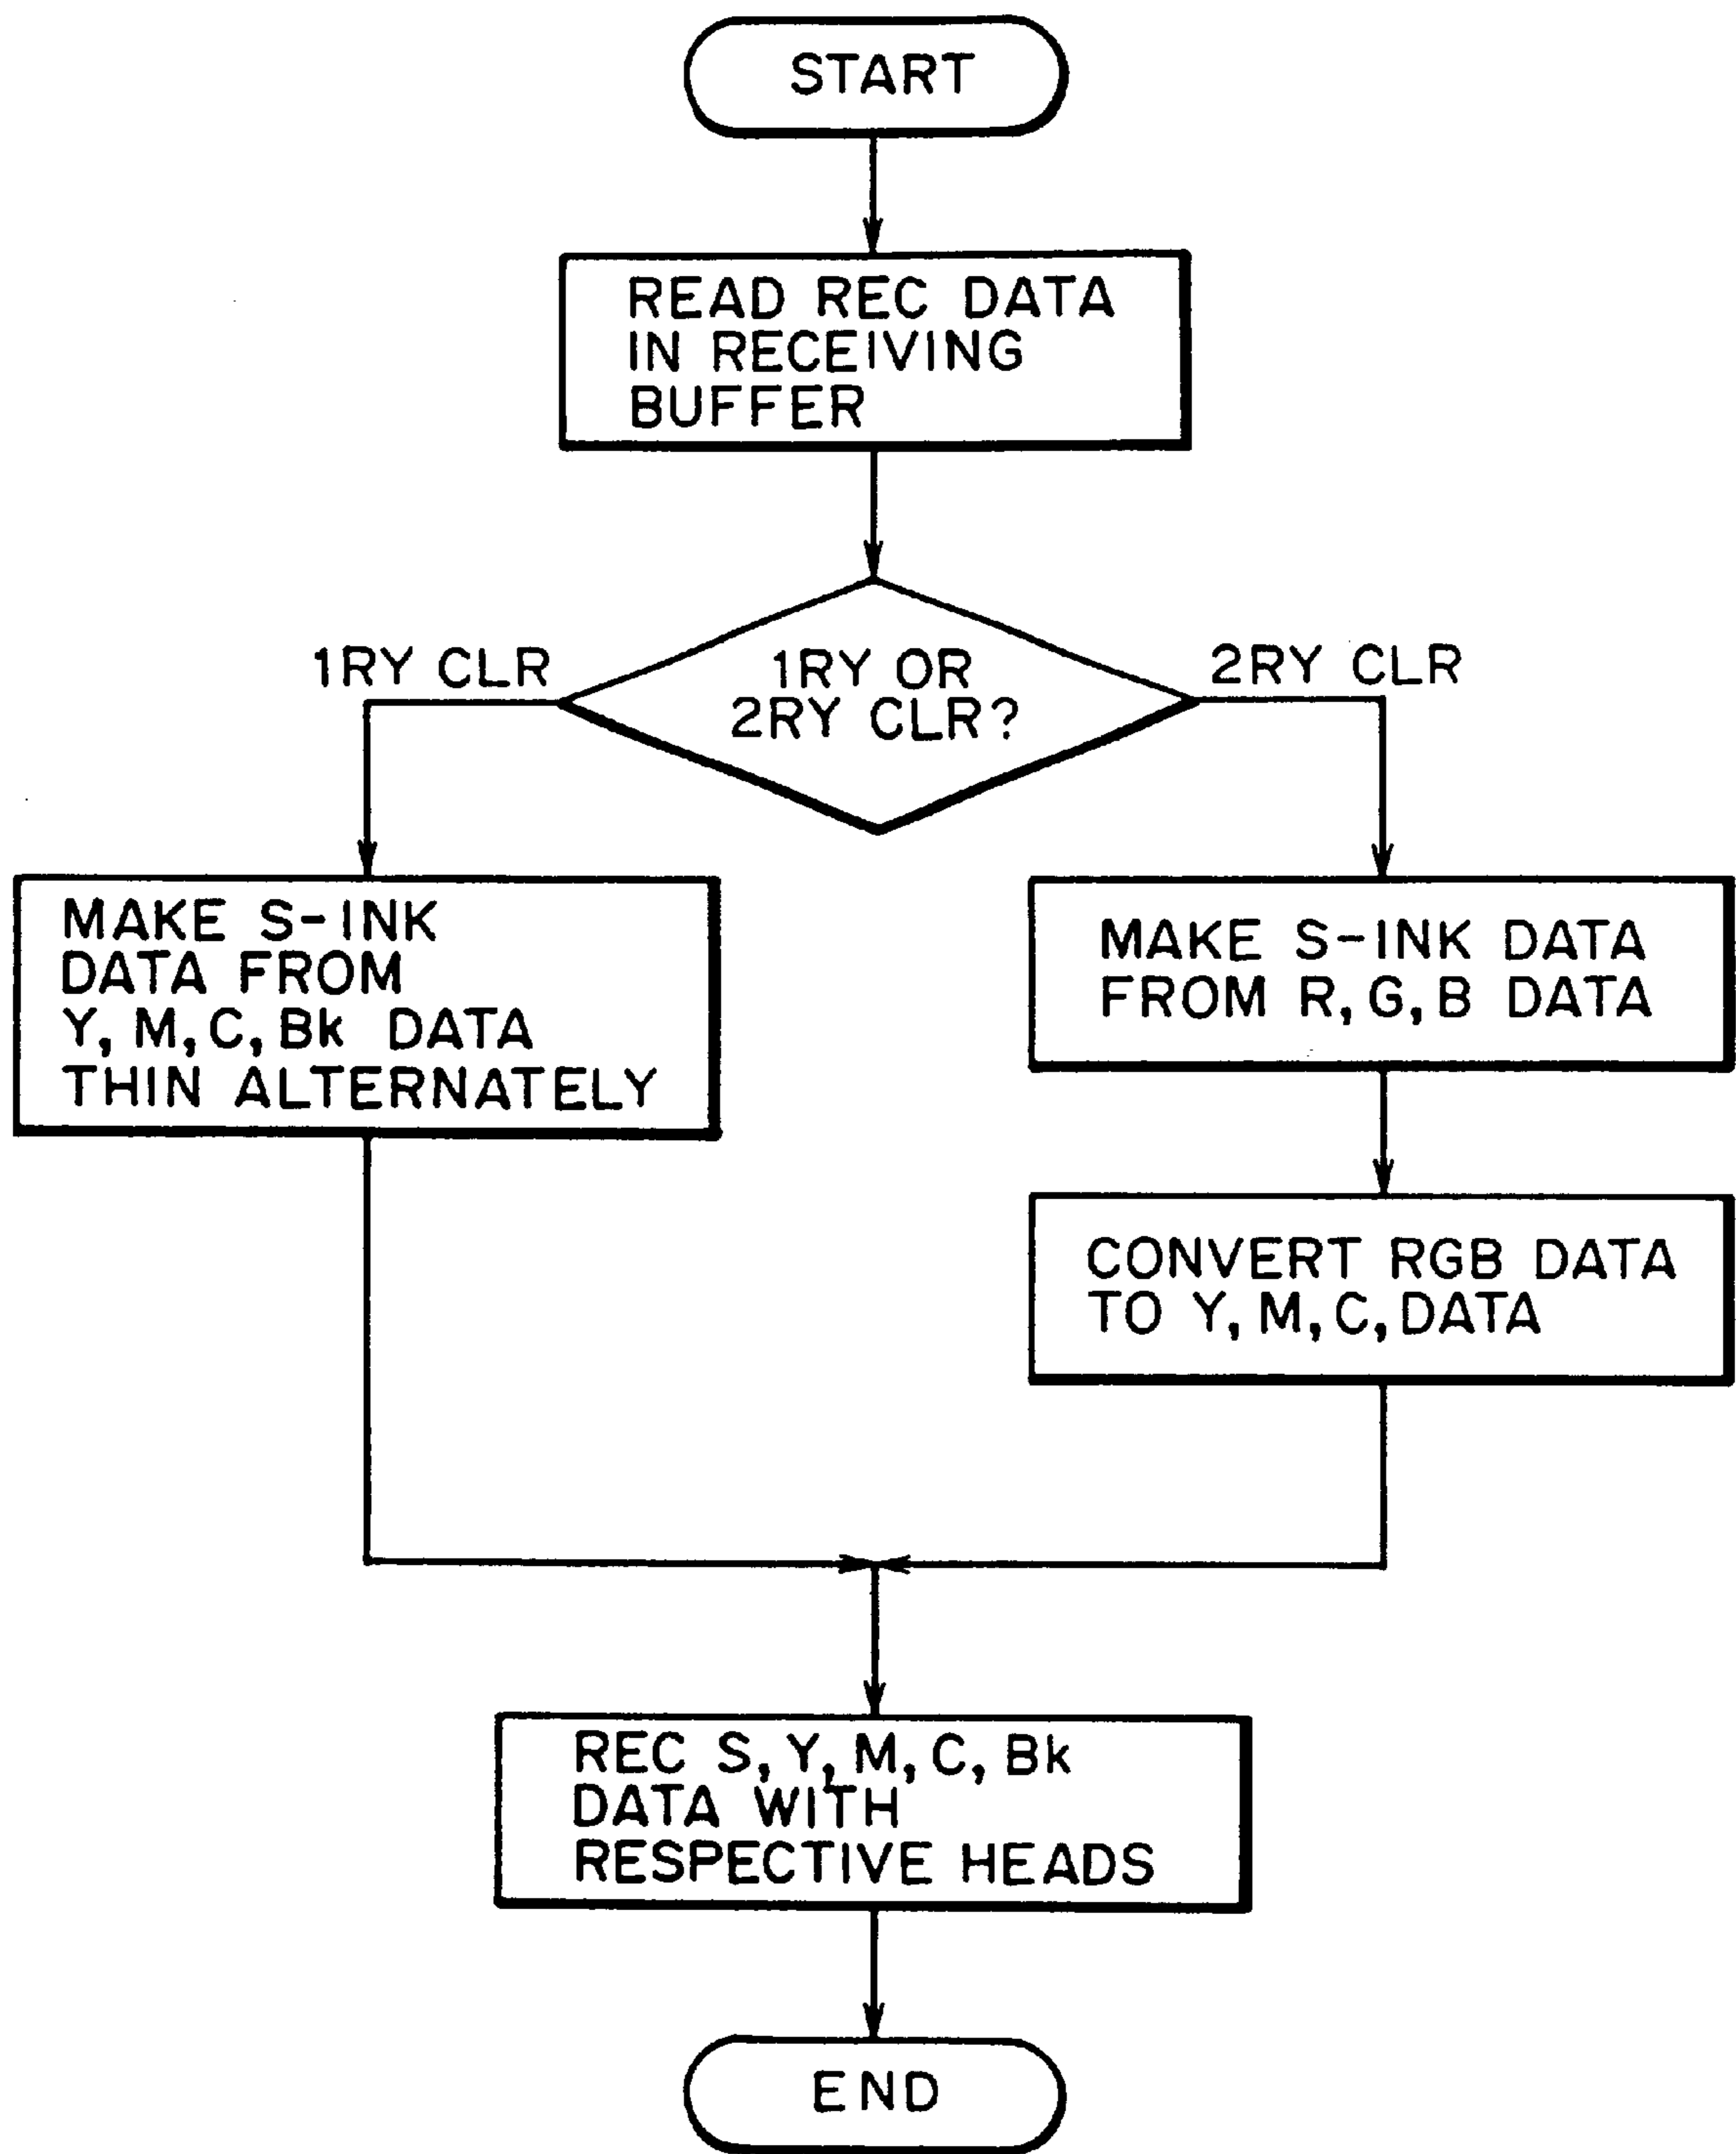 START
READ REC DATA
IN RECEIVING
BUFFER
1RY CLR
1RY OR
2RY CLR?
2RY CLR
MAKE S-INK
DATA FROM
Y, M, C, Bk DATA
THIN ALTERNATELY
MAKE S-INK DATA
FROM R, G, B DATA
CONVERT RGB DATA
TO Y, M, C, DATA
REC S, Y, M, C, Bk
DATA WITH
RESPECTIVE HEADS
END